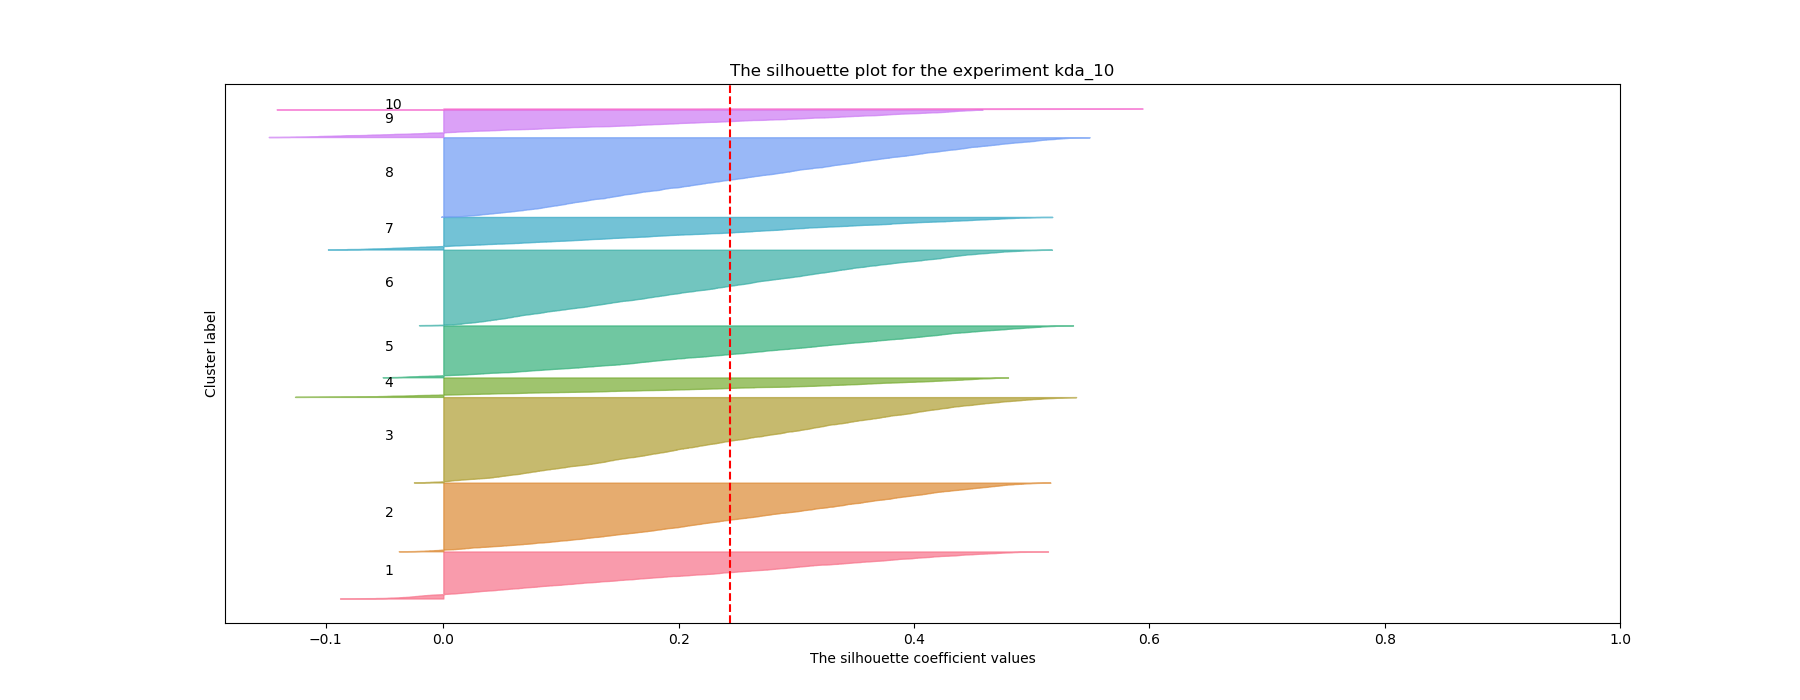 The silhouette plot for the experiment kda_10
10
9
8
7
6
5
4
3
2
1
Cluster label
−0.1 0.0 0.2 0.4 0.6 0.8 1.0
The silhouette coefficient values